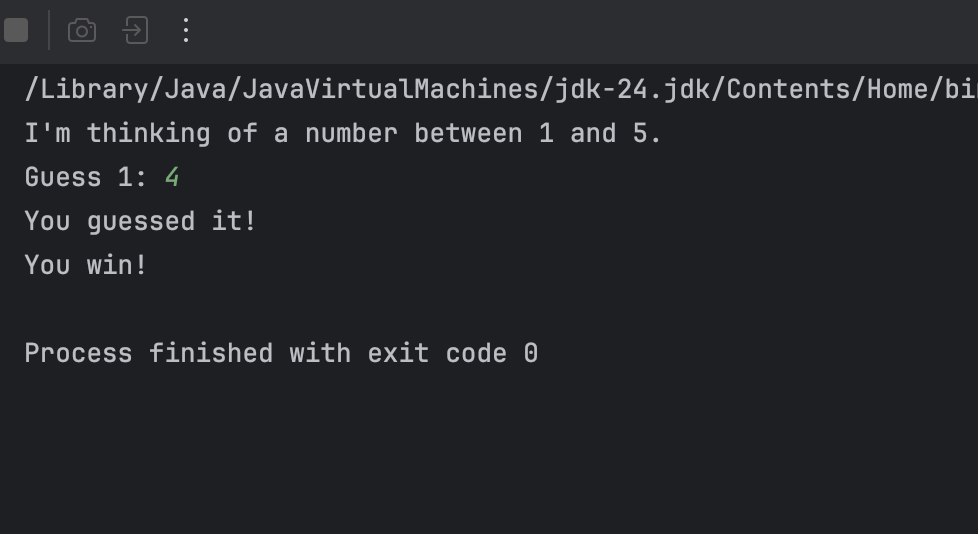 /Library/Java/JavaVirtualMachines/jdk-24.jdk/Contents/Home/bi
I'm thinking of a number between 1 and 5.
Guess 1: 4
You guessed it!
You win!
Process finished with exit code 0